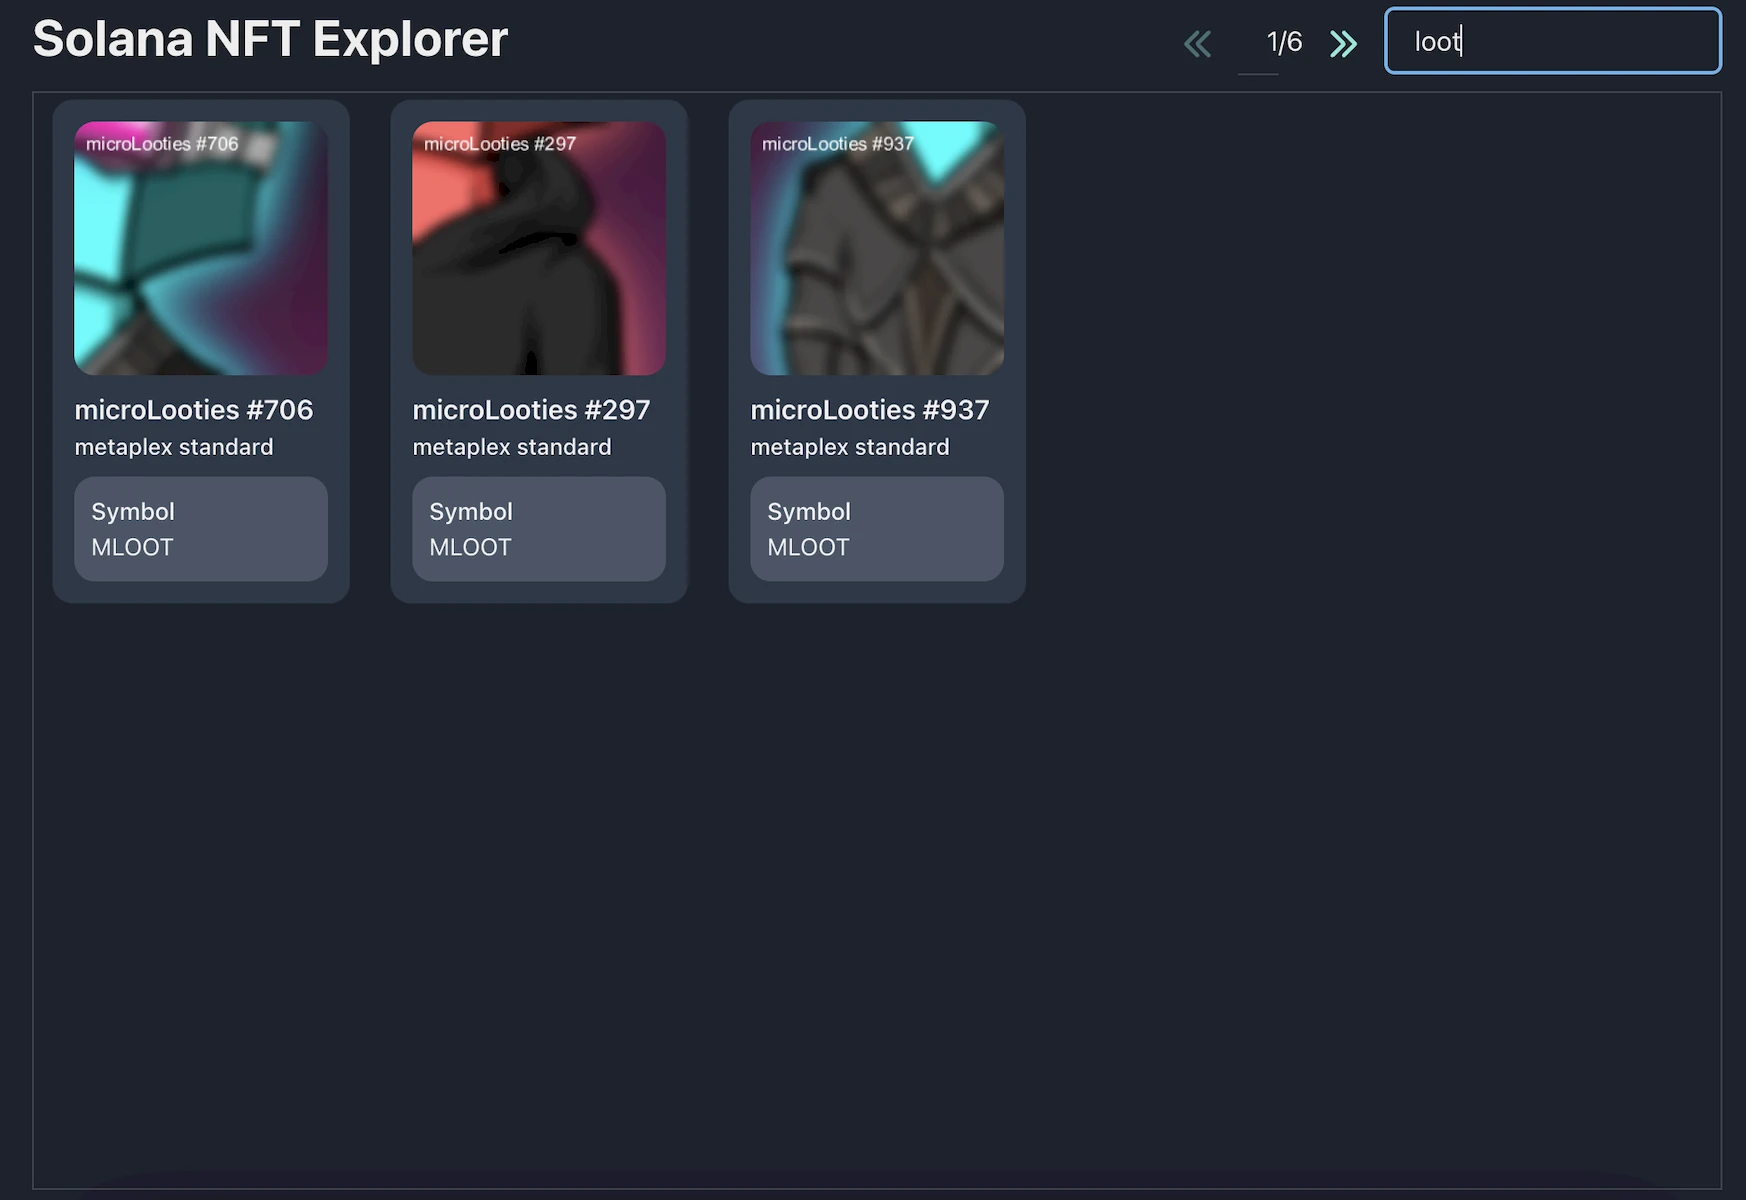 Solana NFT Explorer
1/6
loot
microLooties #706
microLooties #706
metaplex standard
Symbol
MLOOT
microLooties #297
microLooties #297
metaplex standard
Symbol
MLOOT
microLooties #937
microLooties #937
metaplex standard
Symbol
MLOOT